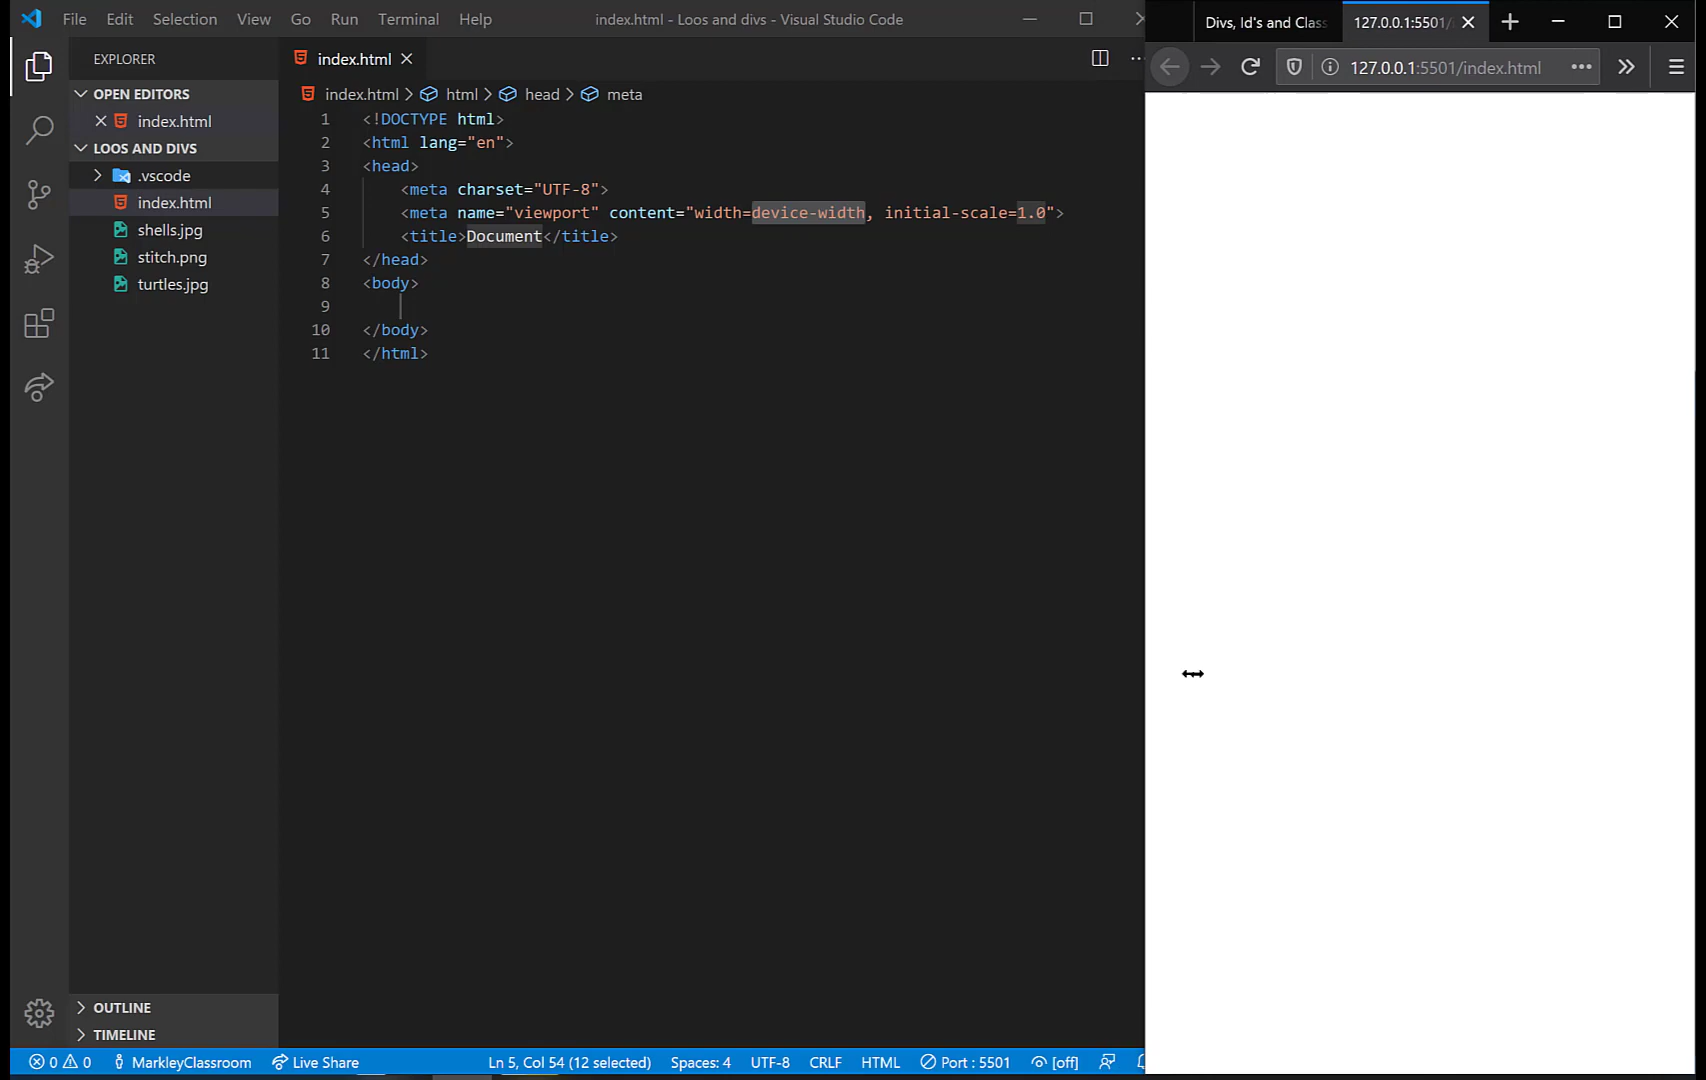 File Edit Selection View Go Run Terminal Help index.html - Loos and divs - Visual Studio Code
Divs, Id's and Clas 127.0.0.1:5501/
EXPLORER
index.html
127.0.0.1:5501/index.html
OPEN EDITORS
index.html
LOOS AND DIVS
.vscode
index.html
shells.jpg
stitch.png
turtles.jpg
OUTLINE
TIMELINE
index.html > html > head > meta
1 <!DOCTYPE html>
2 <html lang="en">
3 <head>
4 <meta charset="UTF-8">
5 <meta name="viewport" content="width=device-width, initial-scale=1.0">
6 <title>Document</title>
7 </head>
8 <body>
9
10 </body>
11 </html>
0 0 MarkleyClassroom Live Share Ln 5, Col 54 (12 selected) Spaces: 4 UTF-8 CRLF HTML Port : 5501 [off]